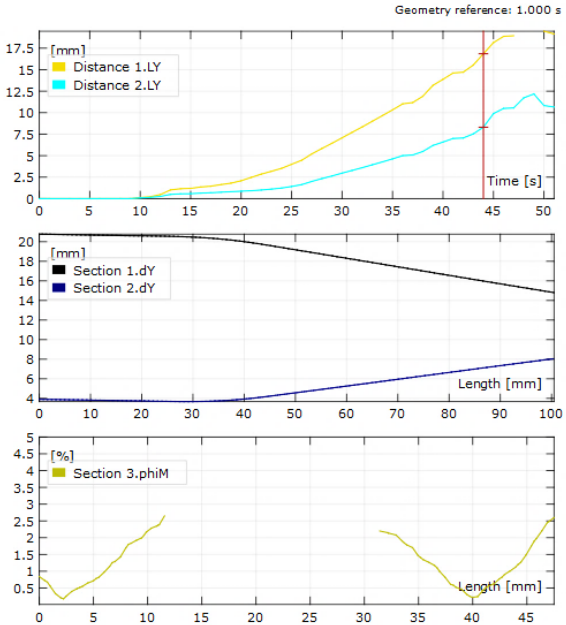 Geometry reference: 1.000 s
[mm]
Distance 1.LY
Distance 2.LY
17.5
15
12.5
10
7.5
5
2.5
0
Time [s]
0 5 10 15 20 25 30 35 40 45 50
[mm]
Section 1.dY
Section 2.dY
20
18
16
14
12
10
8
6
4
Length [mm]
0 10 20 30 40 50 60 70 80 90 100
[%]
Section 3.phiM
5
4.5
4
3.5
3
2.5
2
1.5
1
0.5
Length [mm]
0 5 10 15 20 25 30 35 40 45